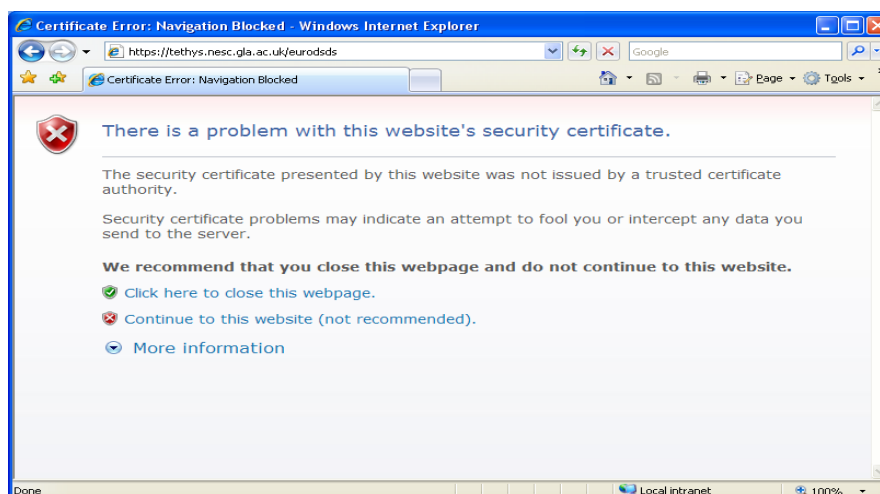 Certificate Error: Navigation Blocked - Windows Internet Explorer
https://tethys.nesc.gla.ac.uk/eurodsds
Google
Certificate Error: Navigation Blocked
Page
Tools
There is a problem with this website's security certificate.
The security certificate presented by this website was not issued by a trusted certificate
authority.
Security certificate problems may indicate an attempt to fool you or intercept any data you
send to the server.
We recommend that you close this webpage and do not continue to this website.
Click here to close this webpage.
Continue to this website (not recommended).
More information
Done
Local intranet
100%